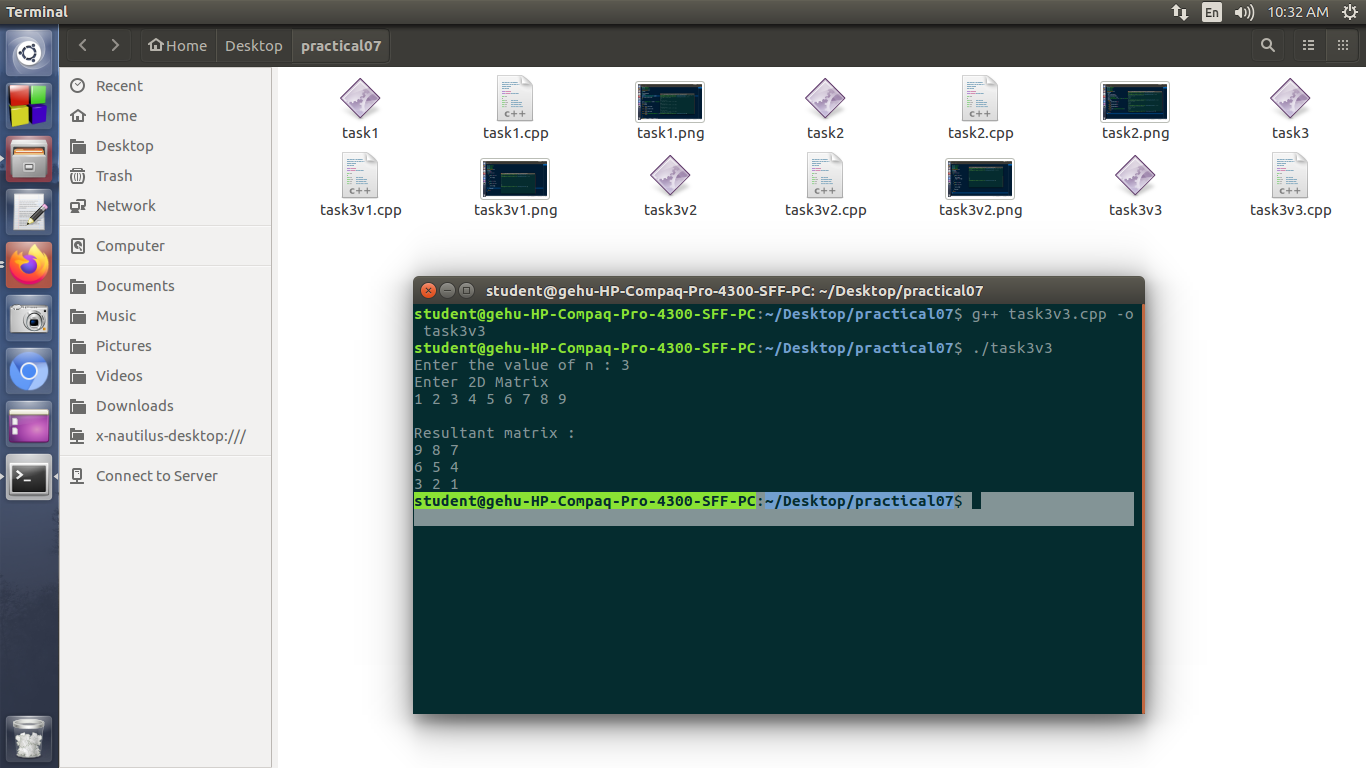 Terminal
En
10:32 AM
Home
Desktop
practical07
Recent
Home
Desktop
Trash
Network
Computer
Documents
Music
Pictures
Videos
Downloads
x-nautilus-desktop:///
Connect to Server
task1
task1.cpp
task1.png
task2
task2.cpp
task2.png
task3
task3v1.cpp
task3v1.png
task3v2
task3v2.cpp
task3v2.png
task3v3
task3v3.cpp
student@gehu-HP-Compaq-Pro-4300-SFF-PC: ~/Desktop/practical07
student@gehu-HP-Compaq-Pro-4300-SFF-PC:~/Desktop/practical07$ g++ task3v3.cpp -o
task3v3
student@gehu-HP-Compaq-Pro-4300-SFF-PC:~/Desktop/practical07$ ./task3v3
Enter the value of n : 3
Enter 2D Matrix
1 2 3 4 5 6 7 8 9
Resultant matrix :
9 8 7
6 5 4
3 2 1
student@gehu-HP-Compaq-Pro-4300-SFF-PC:~/Desktop/practical07$